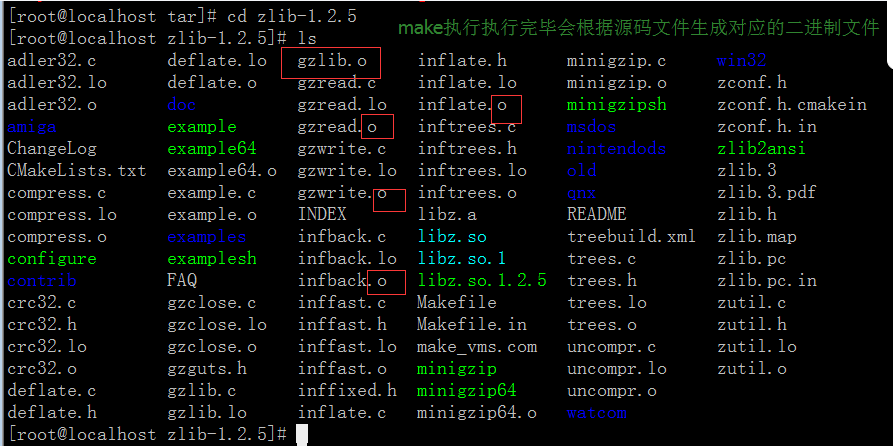 [root@localhost tar]# cd zlib-1.2.5
make执行执行完毕会根据源码文件生成对应的二进制文件
[root@localhost zlib-1.2.5]# ls
adler32.c deflate.lo gzlib.o inflate.h minigzip.c win32
adler32.lo deflate.o gzread.c inflate.lo minigzip.o zconf.h
adler32.o doc gzread.lo inflate.o minigzipsh zconf.h.cmakein
amiga example gzread.o inftrees.c msdos zconf.h.in
ChangeLog example64 gzwrite.c inftrees.h nintendods zlib2ansi
CMakeLists.txt example64.o gzwrite.lo inftrees.lo old zlib.3
compress.c example.c gzwrite.o inftrees.o qnx zlib.3.pdf
compress.lo example.o INDEX libz.a README zlib.h
compress.o examples infback.c libz.so treebuild.xml zlib.map
configure examplesh infback.lo libz.so.1 trees.c zlib.pc
contrib FAQ infback.o libz.so.1.2.5 trees.h zlib.pc.in
crc32.c gzclose.c inffast.c Makefile trees.lo zutil.c
crc32.h gzclose.lo inffast.h Makefile.in trees.o zutil.h
crc32.lo gzclose.o inffast.lo make_vms.com uncompr.c zutil.lo
crc32.o gzguts.h inffast.o minigzip uncompr.lo zutil.o
deflate.c gzlib.c inffixed.h minigzip64 uncompr.o
deflate.h gzlib.lo inflate.c minigzip64.o watcom
[root@localhost zlib-1.2.5]#